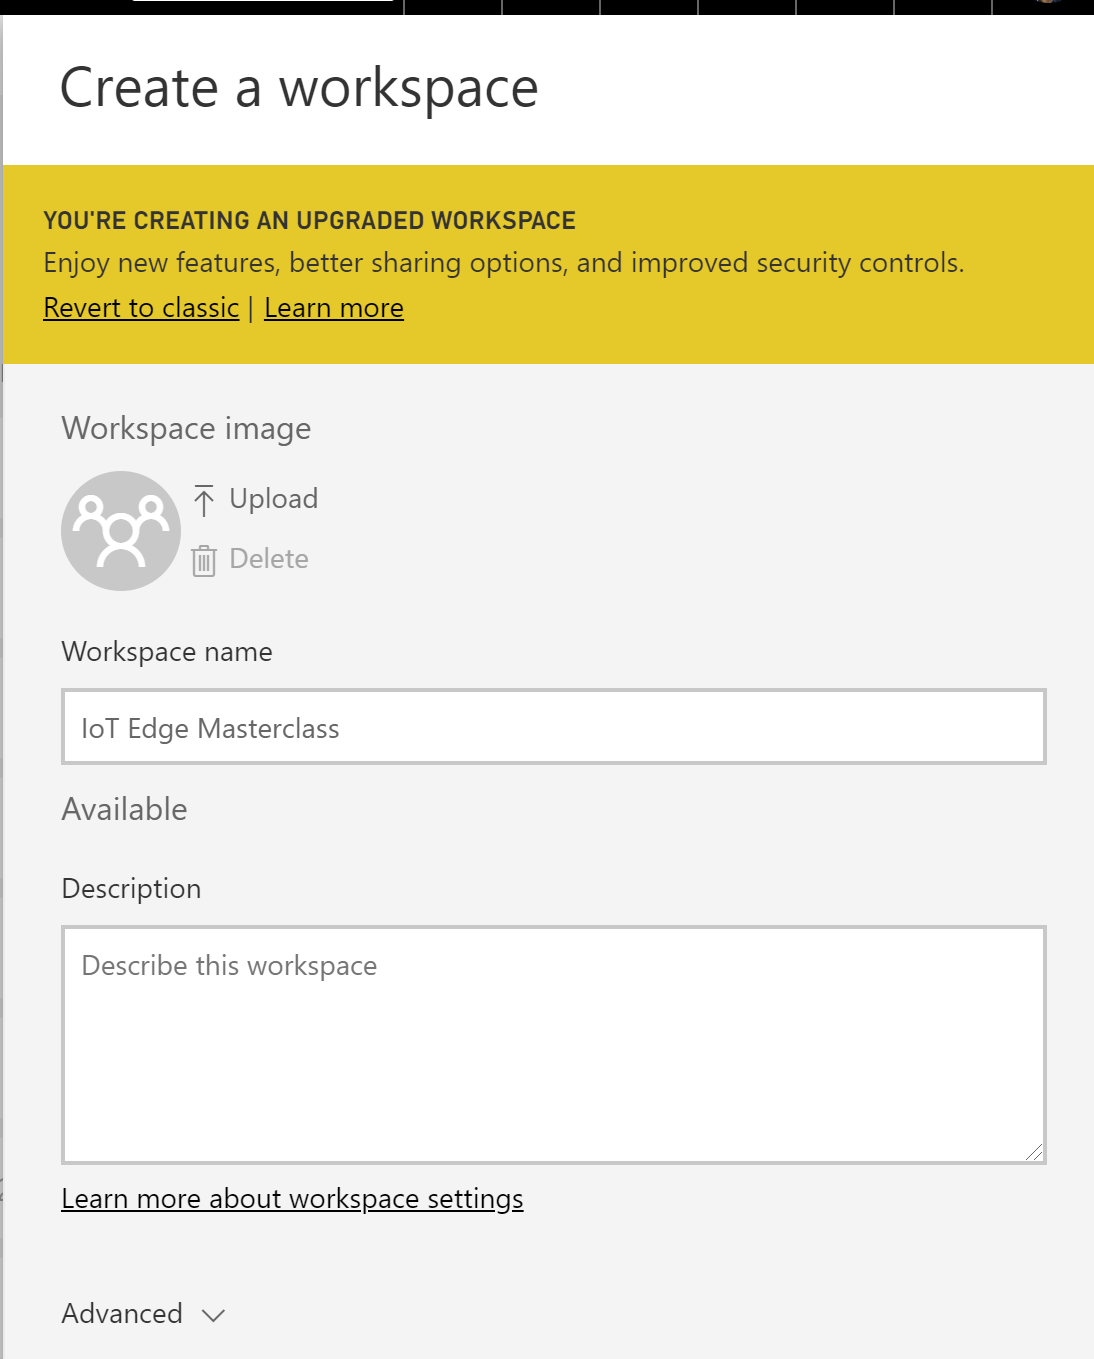 Create a workspace
YOU'RE CREATING AN UPGRADED WORKSPACE
Enjoy new features, better sharing options, and improved security controls.
Revert to classic | Learn more
Workspace image
Upload
Delete
Workspace name
IoT Edge Masterclass
Available
Description
Describe this workspace
Learn more about workspace settings
Advanced